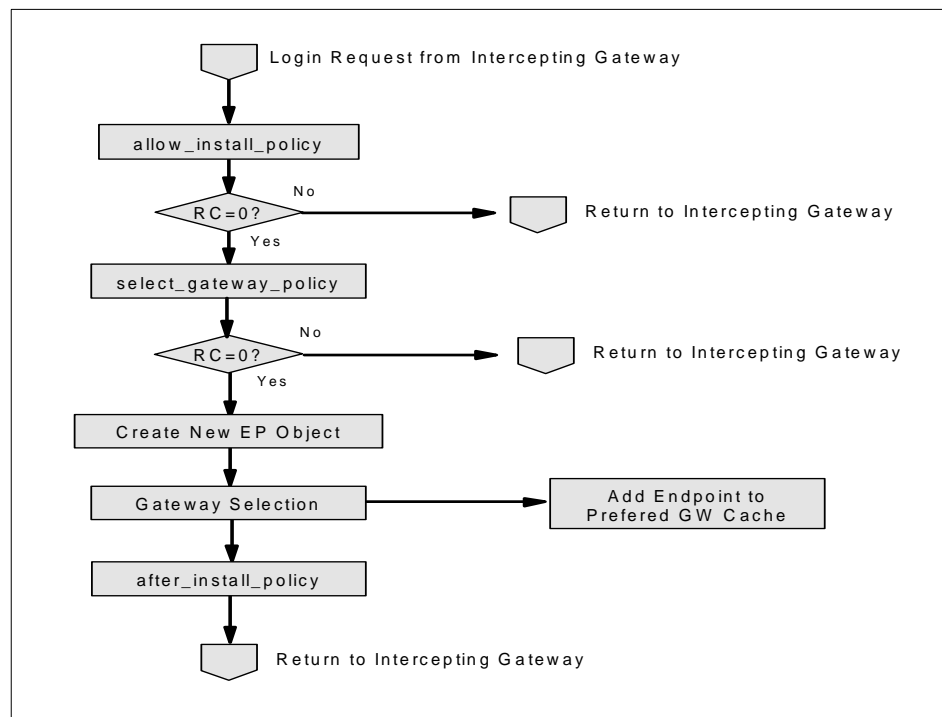 Login Request from Intercepting Gateway
allow_install_policy
No
RC=0?
Return to Intercepting Gateway
Yes
select_gateway_policy
No
RC=0?
Return to Intercepting Gateway
Yes
Create New EP Object
Gateway Selection
Add Endpoint to
Prefered GW Cache
after_install_policy
Return to Intercepting Gateway